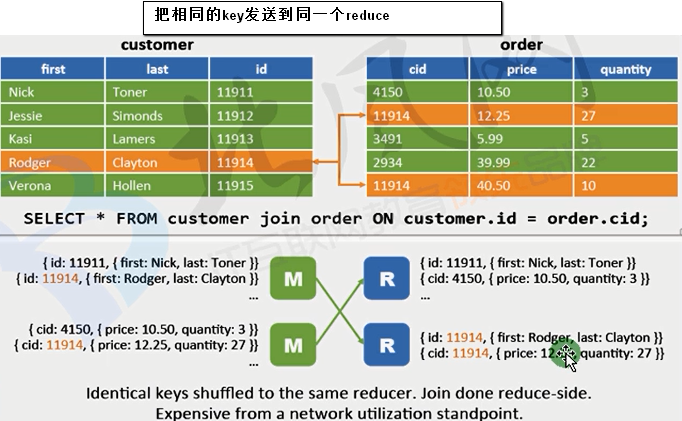 把相同的key发送到同一个reduce
customer order
first last id cid price quantity
Nick Toner 11911 4150 10.50 3
Jessie Simonds 11912 11914 12.25 27
Kasi Lamers 11913 3491 5.99 5
Rodger Clayton 11914 2934 39.99 22
Verona Hollen 11915 11914 40.50 10
SELECT * FROM customer join order ON customer.id = order.cid;
{ id: 11911, { first: Nick, last: Toner }} M R { id: 11911, { first: Nick, last: Toner }}
{ id: 11914, { first: Rodger, last: Clayton }} { cid: 4150, { price: 10.50, quantity: 3 }}
... ...
{ cid: 4150, { price: 10.50, quantity: 3 }} M R { id: 11914, { first: Rodger, last: Clayton }}
{ cid: 11914, { price: 12.25, quantity: 27 }} { cid: 11914, { price: quantity: 27 }}
...
Identical keys shuffled to the same reducer. Join done reduce-side.
Expensive from a network utilization standpoint.